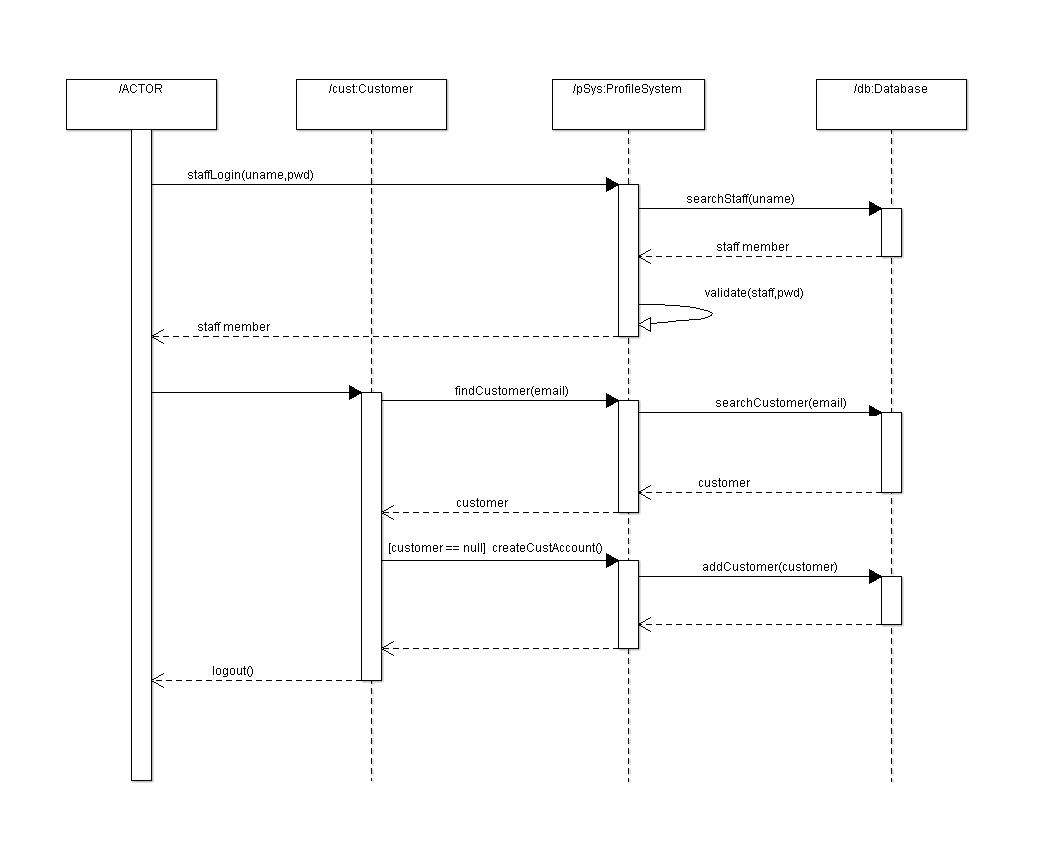 /ACTOR
/cust:Customer
/pSys:ProfileSystem
/db:Database
staffLogin(uname,pwd)
searchStaff(uname)
staff member
validate(staff,pwd)
staff member
findCustomer(email)
searchCustomer(email)
customer
customer
[customer == null] createCustAccount()
addCustomer(customer)
logout()